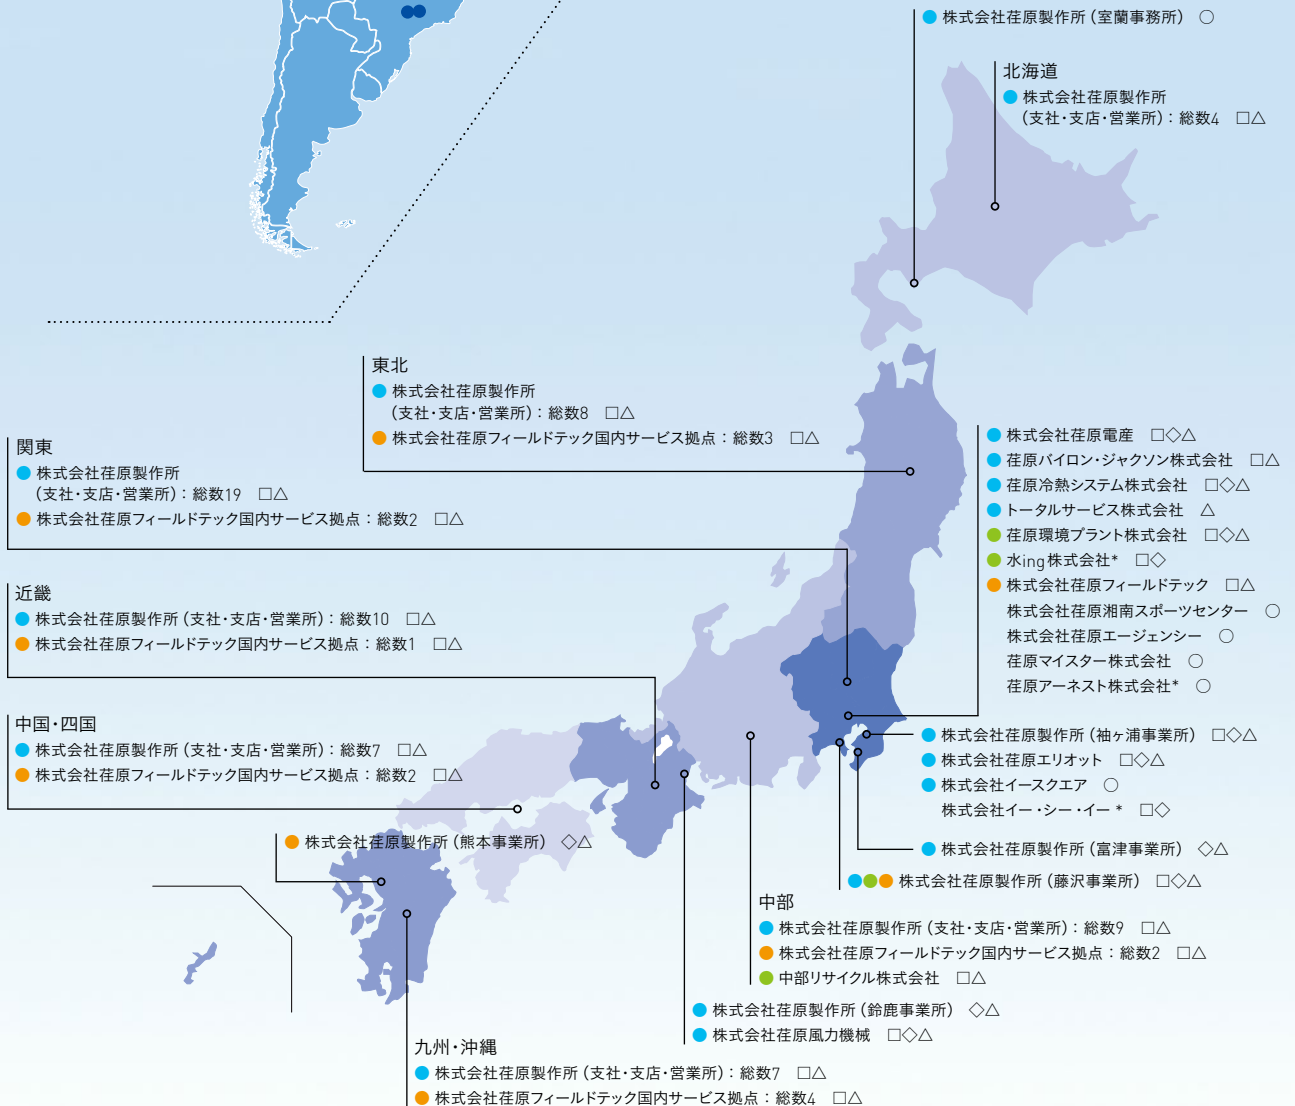 ● 株式会社荏原製作所（室蘭事務所） ○
北海道
● 株式会社荏原製作所
（支社・支店・営業所）：総数4 □△
東北
● 株式会社荏原製作所
（支社・支店・営業所）：総数8 □△
● 株式会社荏原フィールドテック国内サービス拠点：総数3 □△
関東
● 株式会社荏原製作所
（支社・支店・営業所）：総数19 □△
● 株式会社荏原フィールドテック国内サービス拠点：総数2 □△
近畿
● 株式会社荏原製作所（支社・支店・営業所）：総数10 □△
● 株式会社荏原フィールドテック国内サービス拠点：総数1 □△
中国・四国
● 株式会社荏原製作所（支社・支店・営業所）：総数7 □△
● 株式会社荏原フィールドテック国内サービス拠点：総数2 □△
● 株式会社荏原電産 □◇△
● 荏原バイロン・ジャクソン株式会社 □△
● 荏原冷熱システム株式会社 □◇△
● トータルサービス株式会社 △
● 荏原環境プラント株式会社 □◇△
● 水ing株式会社* □◇
● 株式会社荏原フィールドテック □△
株式会社荏原湘南スポーツセンター ○
株式会社荏原エージェンシー ○
荏原マイスター株式会社 ○
荏原アーネスト株式会社* ○
● 株式会社荏原製作所（袖ヶ浦事業所） □◇△
● 株式会社荏原エリオット □◇△
● 株式会社イースクエア ○
株式会社イー・シー・イー* □◇
● 株式会社荏原製作所（富津事業所） ◇△
●●● 株式会社荏原製作所（藤沢事業所） □◇△
● 株式会社荏原製作所（熊本事業所） ◇△
中部
● 株式会社荏原製作所（支社・支店・営業所）：総数9 □△
● 株式会社荏原フィールドテック国内サービス拠点：総数2 □△
● 中部リサイクル株式会社 □△
● 株式会社荏原製作所（鈴鹿事業所） ◇△
● 株式会社荏原風力機械 □◇△
九州・沖縄
● 株式会社荏原製作所（支社・支店・営業所）：総数7 □△
● 株式会社荏原フィールドテック国内サービス拠点：総数4 □△